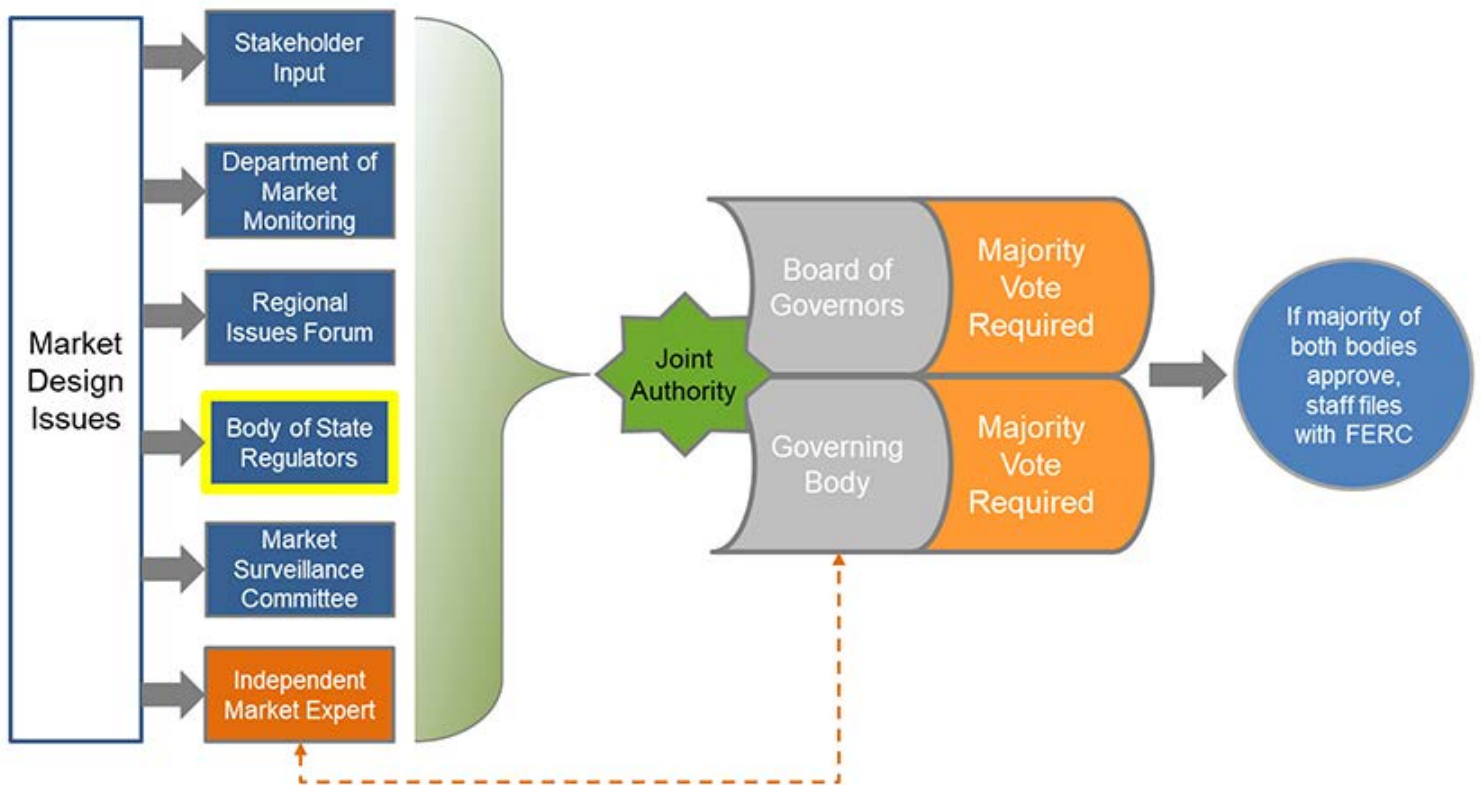 Market
Design
Issues
Stakeholder
Input
Department of
Market
Monitoring
Regional
Issues Forum
Body of State
Regulators
Market
Surveillance
Committee
Independent
Market Expert
Joint
Authority
Board of
Governors
Majority
Vote
Required
Governing
Body
Majority
Vote
Required
If majority of
both bodies
approve,
staff files
with FERC